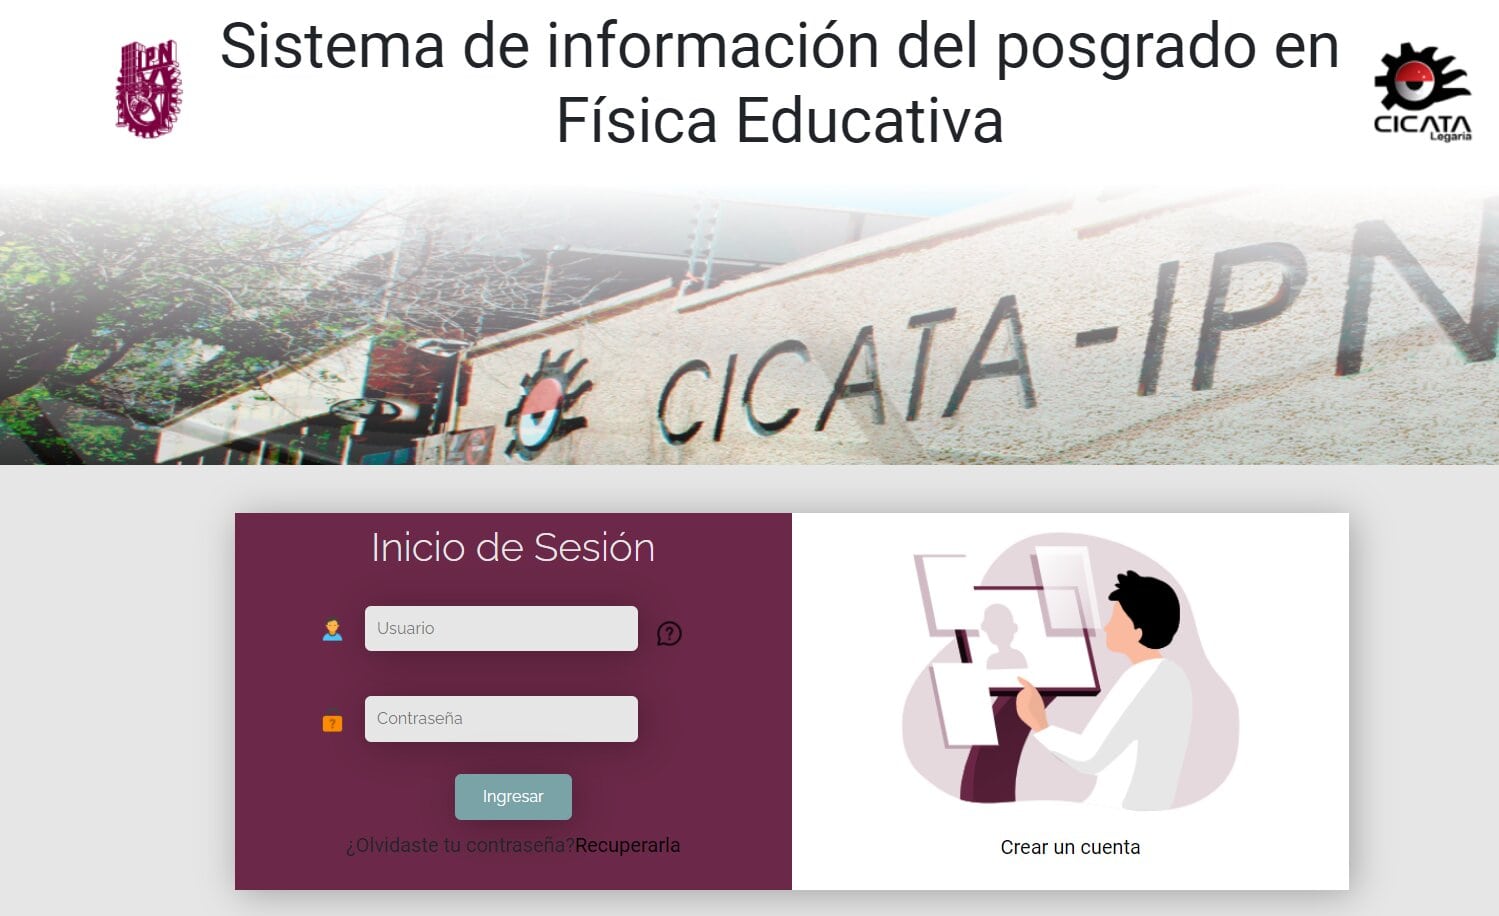 Sistema de información del posgrado en
Física Educativa
IPN
CICATA
Legaria
CICATA-IPN
Inicio de Sesión
Usuario
Contraseña
Ingresar
¿Olvidaste tu contraseña?Recuperarla
Crear un cuenta